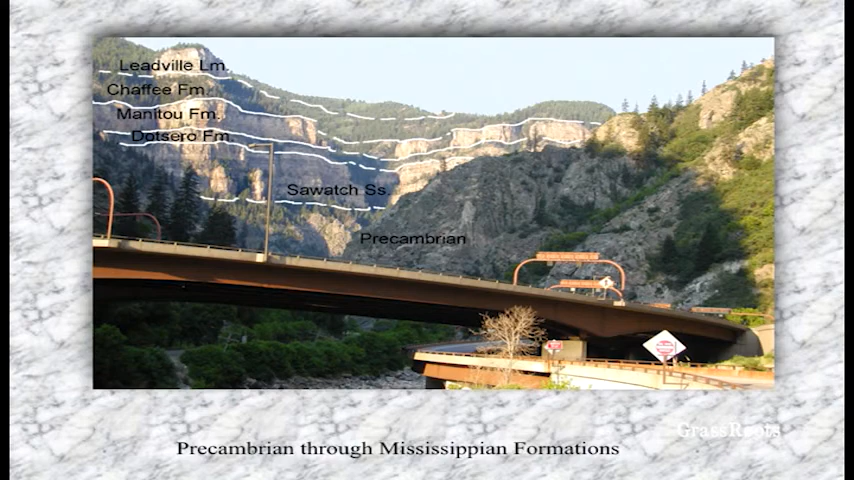 Leadville Lm.
Chaffee Fm.
Manitou Fm.
Dotsero Fm.
Sawatch Ss.
Precambrian
GrassRoots
Precambrian through Mississippian Formations